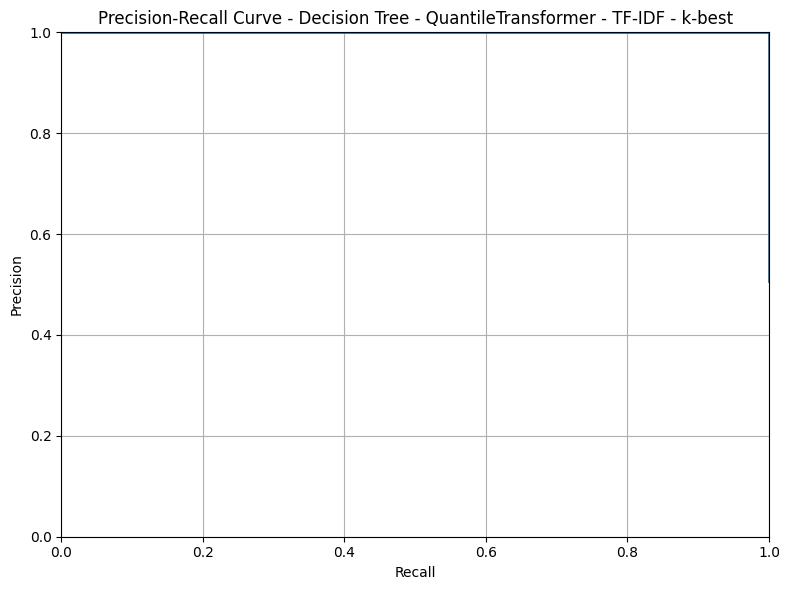 Precision-Recall Curve - Decision Tree - QuantileTransformer - TF-IDF - k-best
1.0
0.8
0.6
0.4
0.2
0.0
Precision
0.0 0.2 0.4 0.6 0.8 1.0
Recall